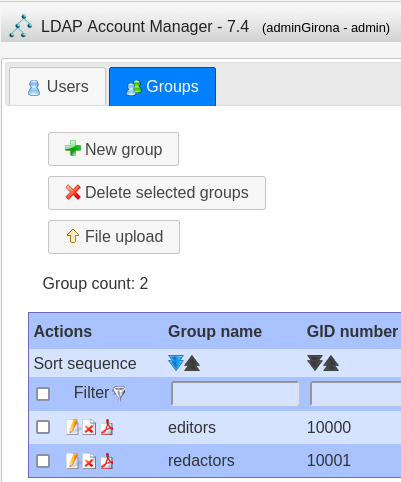 LDAP Account Manager - 7.4 (adminGirona - admin)
Users Groups
New group
Delete selected groups
File upload
Group count: 2
Actions Group name GID number
Sort sequence
Filter
editors 10000
redactors 10001